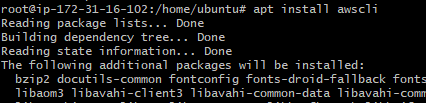 root@ip-172-31-16-102:/home/ubuntu# apt install awscli
Reading package lists... Done
Building dependency tree... Done
Reading state information... Done
The following additional packages will be installed:
bzip2 docutils-common fontconfig fonts-droid-fallback fonts
libaom3 libavahi-client3 libavahi-common-data libavahi-comm